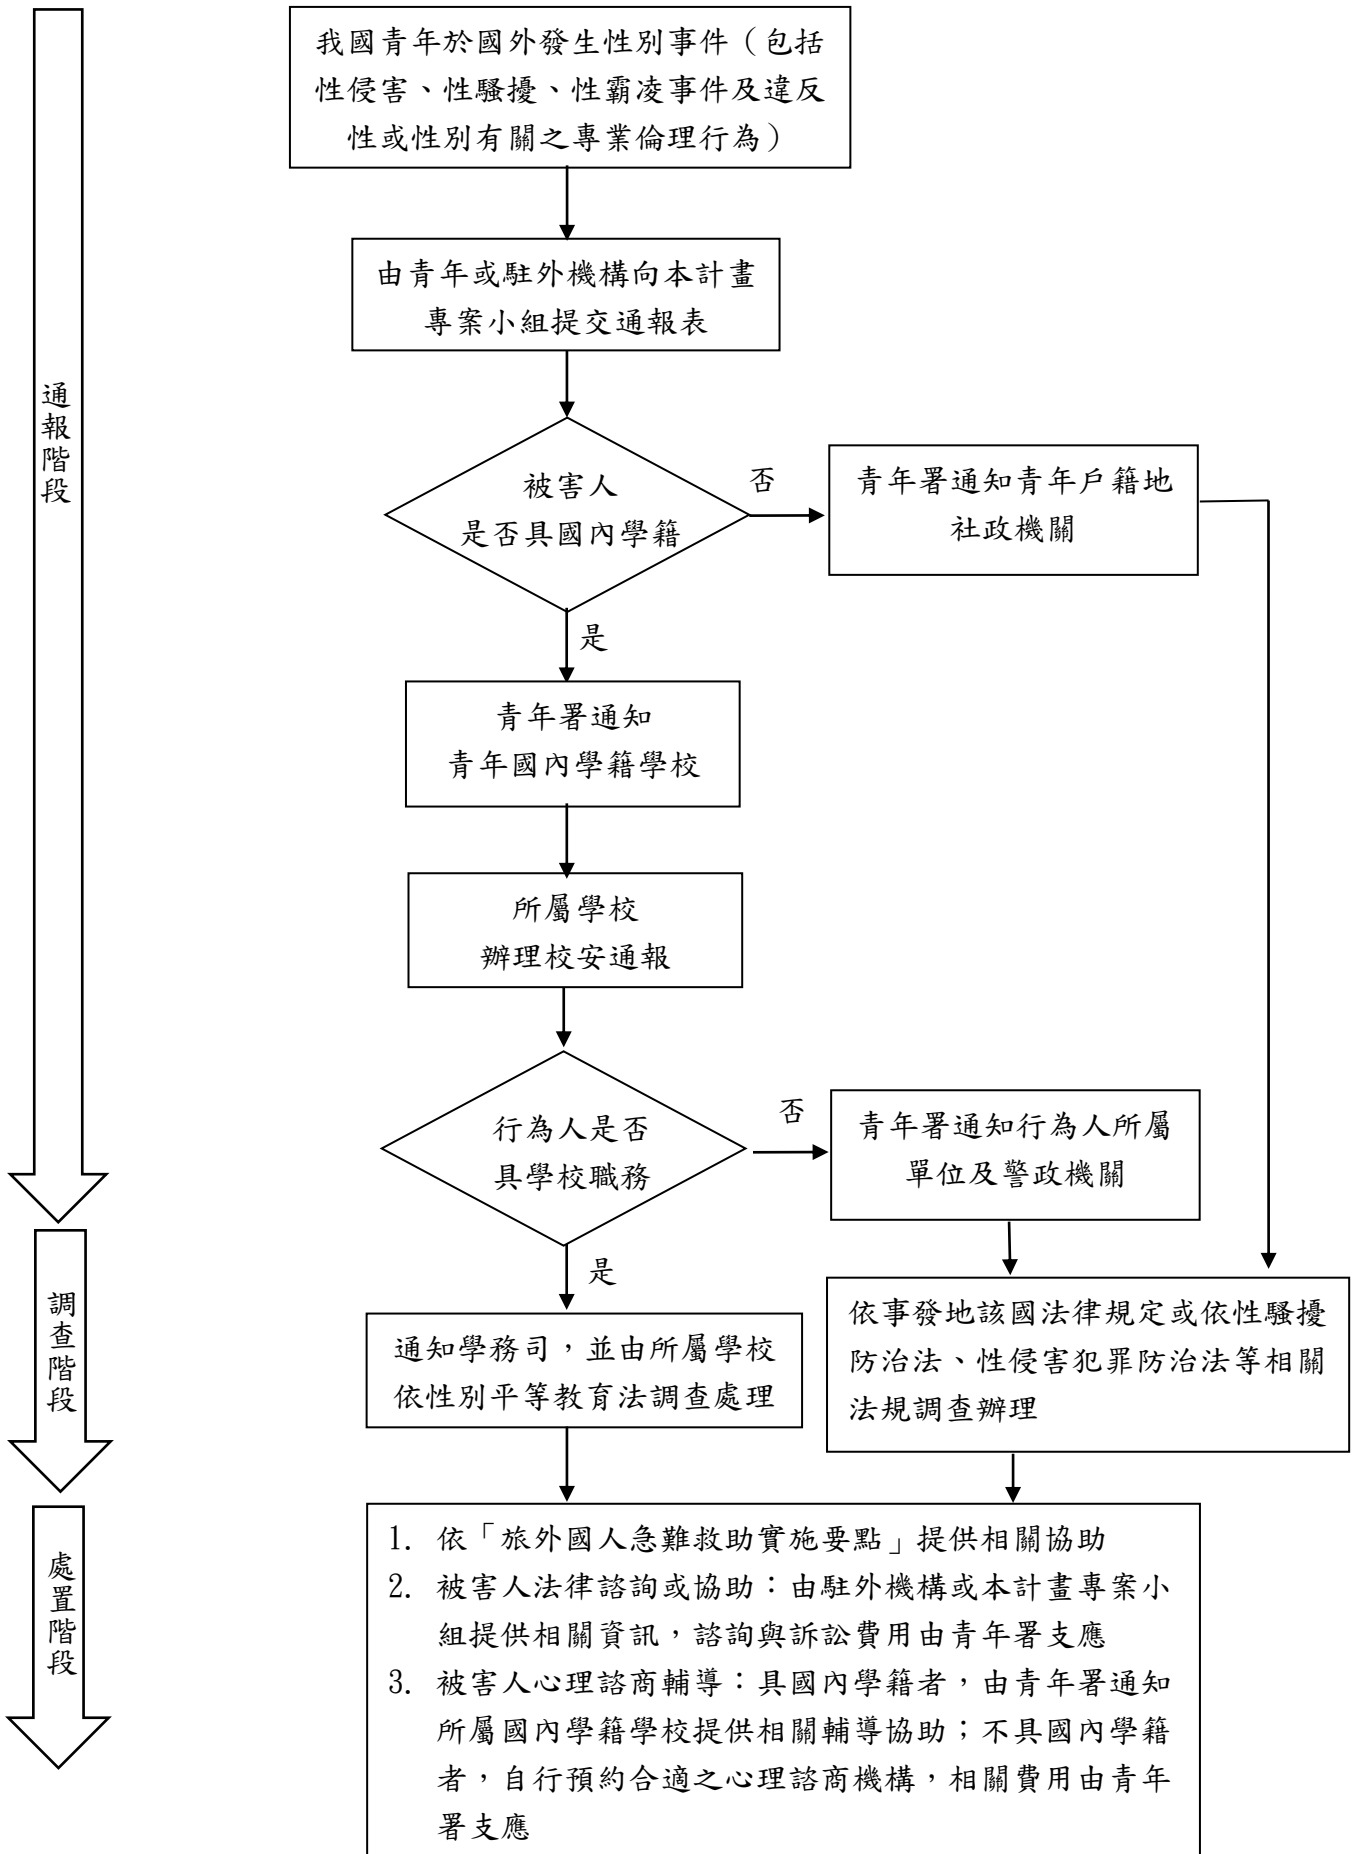 我國青年於國外發生性別事件（包括
性侵害、性騷擾、性霸凌事件及違反
性或性別有關之專業倫理行為）
由青年或駐外機構向本計畫
專案小組提交通報表
通報階段
被害人
是否具國內學籍
否
青年署通知青年戶籍地
社政機關
是
青年署通知
青年國內學籍學校
所屬學校
辦理校安通報
行為人是否
具學校職務
否
青年署通知行為人所屬
單位及警政機關
是
調查階段
通知學務司，並由所屬學校
依性別平等教育法調查處理
依事發地該國法律規定或依性騷擾
防治法、性侵害犯罪防治法等相關
法規調查辦理
處置階段
1. 依「旅外國人急難救助實施要點」提供相關協助
2. 被害人法律諮詢或協助：由駐外機構或本計畫專案小
組提供相關資訊，諮詢與訴訟費用由青年署支應
3. 被害人心理諮商輔導：具國內學籍者，由青年署通知
所屬國內學籍學校提供相關輔導協助；不具國內學籍
者，自行預約合適之心理諮商機構，相關費用由青年
署支應